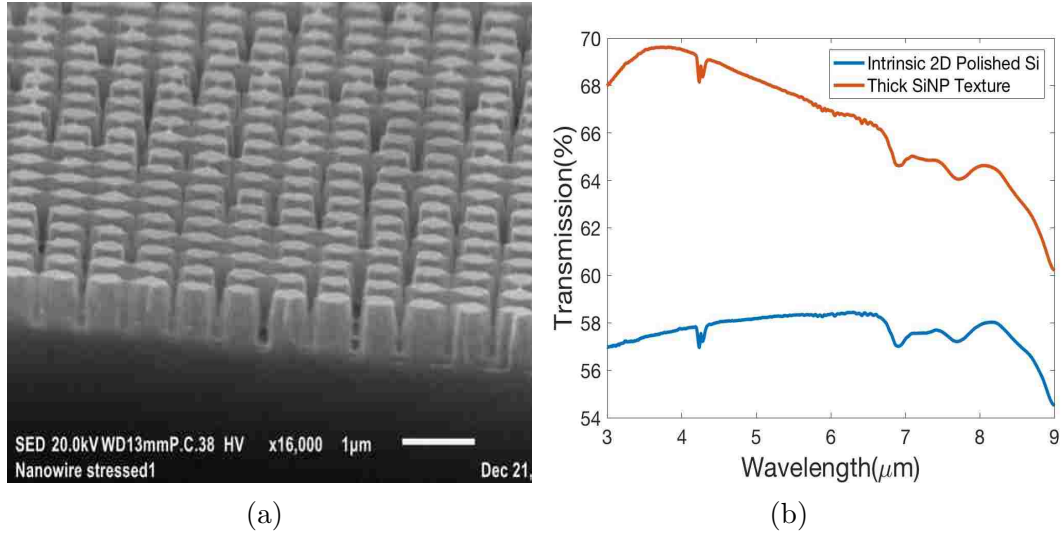 SED 20.0kV WD13mmP.C.38 HV x16,000 1μm
Nanowire stressed1 Dec 21,
(a)
70
68
66
64
62
60
58
56
54
Transmission(%)
Intrinsic 2D Polished Si
Thick SiNP Texture
3 4 5 6 7 8 9
Wavelength(μm)
(b)